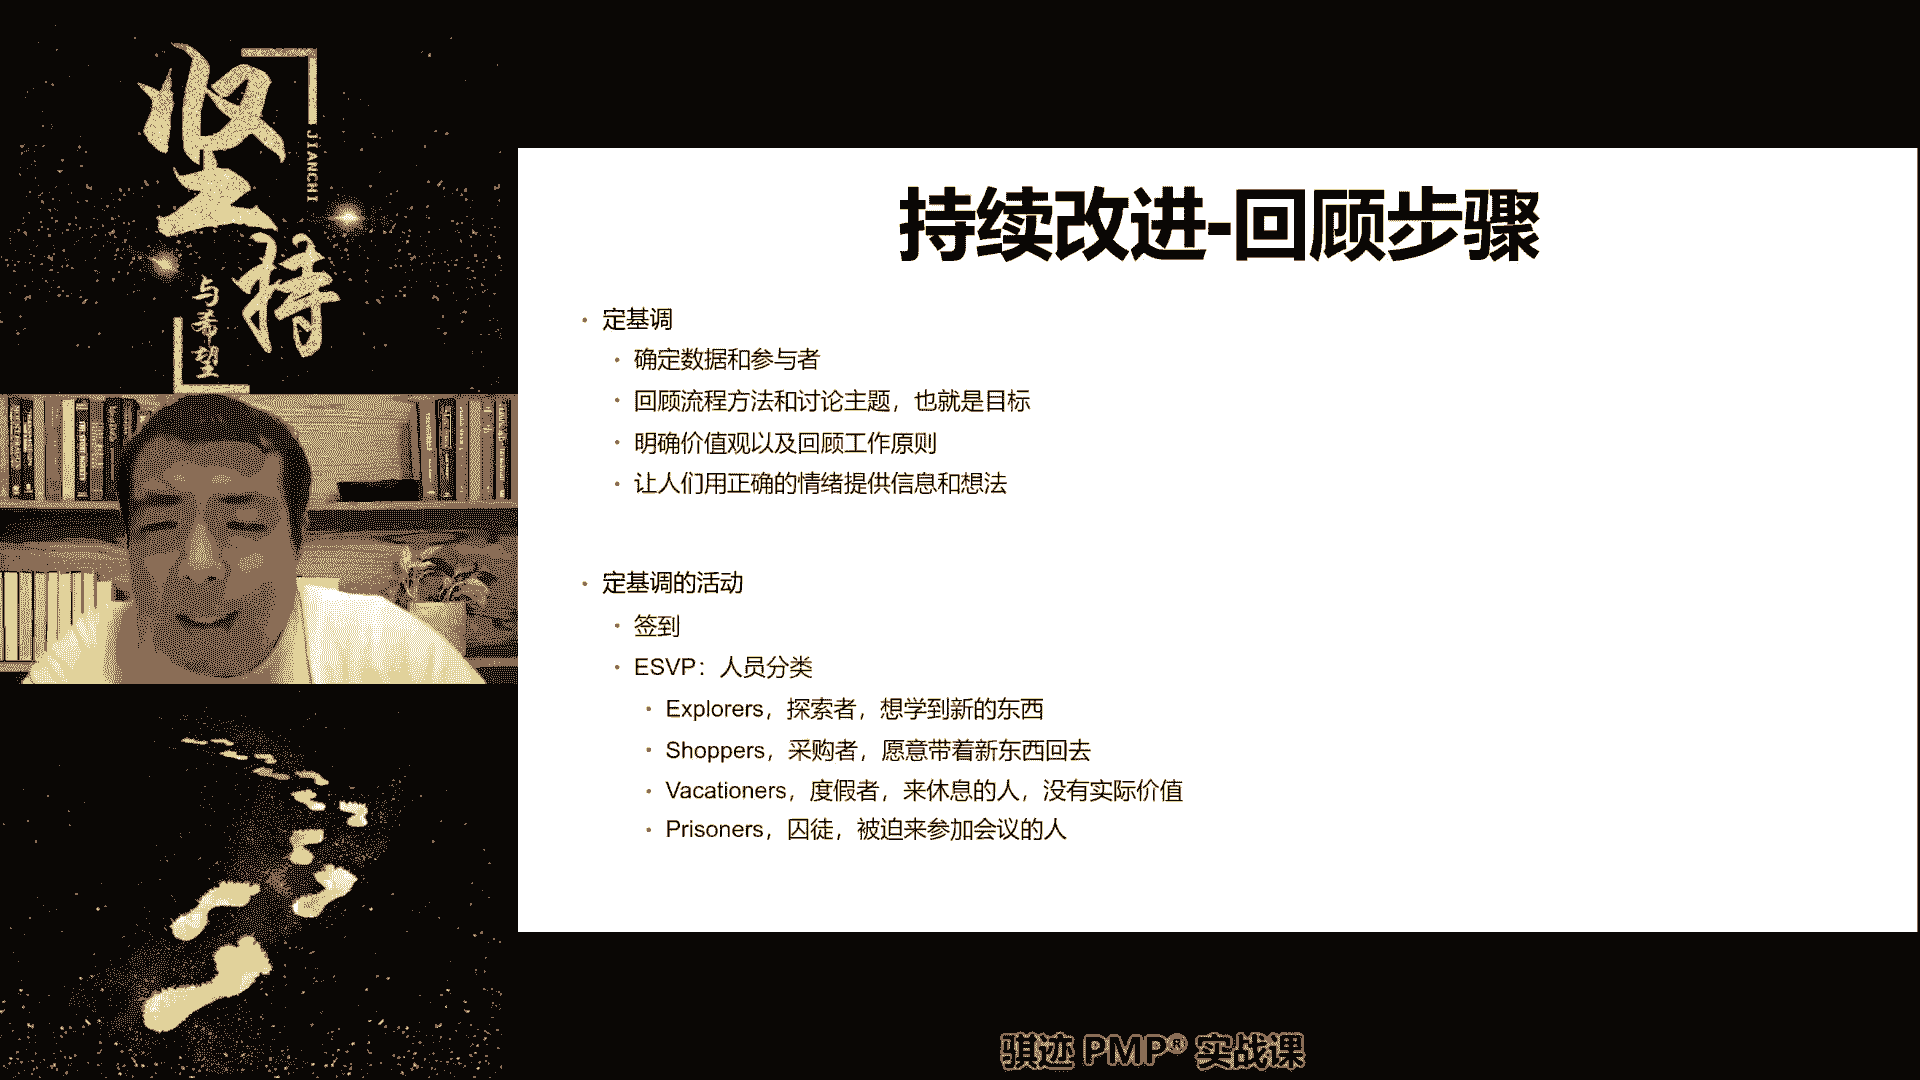 坚持
JIANCHI
与希望
持续改进-回顾步骤
• 定基调
• 确定数据和参与者
• 回顾流程方法和讨论主题，也就是目标
• 明确价值观以及回顾工作原则
• 让人们用正确的情绪提供信息和想法
• 定基调的活动
• 签到
• ESVP：人员分类
• Explorers，探索者，想学到新的东西
• Shoppers，采购者，愿意带着新东西回去
• Vacationers，度假者，来休息的人，没有实际价值
• Prisoners，囚徒，被迫来参加会议的人
骐迹 PMP® 实战课